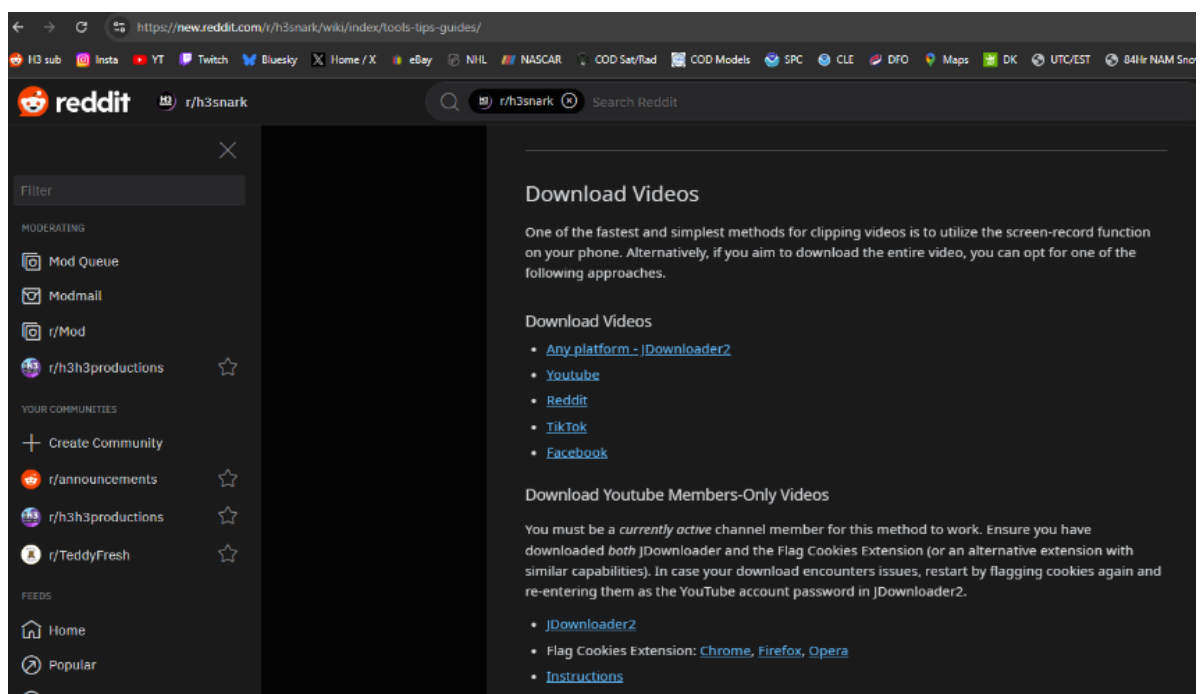 https://new.reddit.com/r/h3snark/wiki/index/tools-tips-guides/
H3 sub Insta YT Twitch Bluesky Home / X eBay NHL NASCAR COD Sat/Rad COD Models SPC CLE DFO Maps DK UTC/EST 84Hr NAM Sno
reddit r/h3snark r/h3snark Search Reddit
Filter
MODERATING
Mod Queue
Modmail
r/Mod
r/h3h3productions
YOUR COMMUNITIES
Create Community
r/announcements
r/h3h3productions
r/TeddyFresh
FEEDS
Home
Popular
Download Videos
One of the fastest and simplest methods for clipping videos is to utilize the screen-record function
on your phone. Alternatively, if you aim to download the entire video, you can opt for one of the
following approaches.
Download Videos
• Any platform - JDownloader2
• Youtube
• Reddit
• TikTok
• Facebook
Download Youtube Members-Only Videos
You must be a currently active channel member for this method to work. Ensure you have
downloaded both JDownloader and the Flag Cookies Extension (or an alternative extension with
similar capabilities). In case your download encounters issues, restart by flagging cookies again and
re-entering them as the YouTube account password in JDownloader2.
• JDownloader2
• Flag Cookies Extension: Chrome, Firefox, Opera
• Instructions